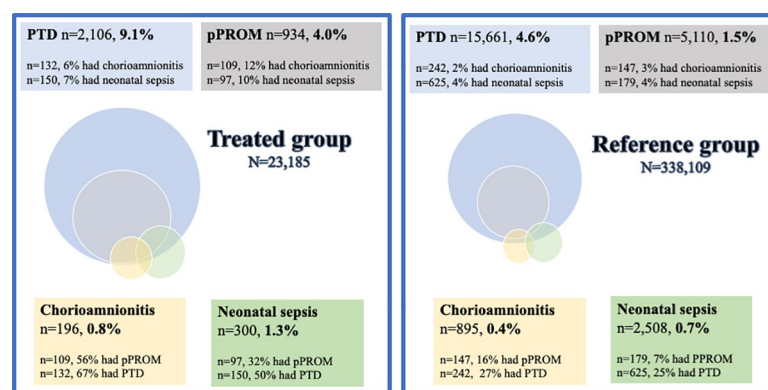 PTD n=2,106, 9.1%
n=132, 6% had chorioamnionitis
n=150, 7% had neonatal sepsis
pPROM n=934, 4.0%
n=109, 12% had chorioamnionitis
n=97, 10% had neonatal sepsis
Treated group
N=23,185
Chorioamnionitis
n=196, 0.8%
n=109, 56% had pPROM
n=132, 67% had PTD
Neonatal sepsis
n=300, 1.3%
n=97, 32% had pPROM
n=150, 50% had PTD
PTD n=15,661, 4.6%
n=242, 2% had chorioamnionitis
n=625, 4% had neonatal sepsis
pPROM n=5,110, 1.5%
n=147, 3% had chorioamnionitis
n=179, 4% had neonatal sepsis
Reference group
N=338,109
Chorioamnionitis
n=895, 0.4%
n=147, 16% had pPROM
n=242, 27% had PTD
Neonatal sepsis
n=2,508, 0.7%
n=179, 7% had PPROM
n=625, 25% had PTD